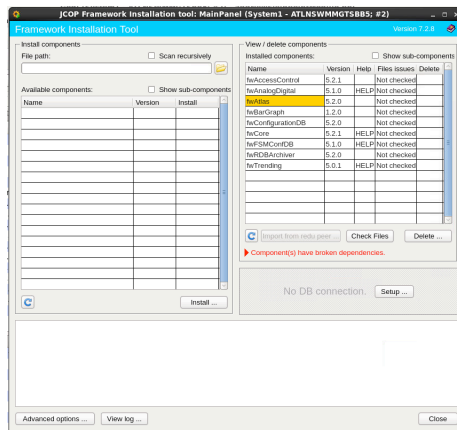 JCOP Framework Installation tool: MainPanel (System1 - ATLNSWMMGTSBB5; #2)
Framework Installation Tool
Version 7.2.8
Install components
File path:
Scan recursively
Available components:
Show sub-components
Name Version Install
Install ...
View / delete components
Installed components:
Show sub-components
Name Version Help Files issues Delete
fwAccessControl 5.2.1 Not checked
fwAnalogDigital 5.1.0 HELP Not checked
fwAtlas 5.2.0 Not checked
fwBarGraph 1.2.0 Not checked
fwConfigurationDB 5.2.0 Not checked
fwCore 5.2.1 HELP Not checked
fwFSMConfDB 5.1.0 HELP Not checked
fwRDBArchiver 5.2.0 Not checked
fwTrending 5.0.1 HELP Not checked
Import from redu peer ...
Check Files
Delete ...
Component(s) have broken dependencies.
No DB connection.
Setup ...
Advanced options ...
View log ...
Close